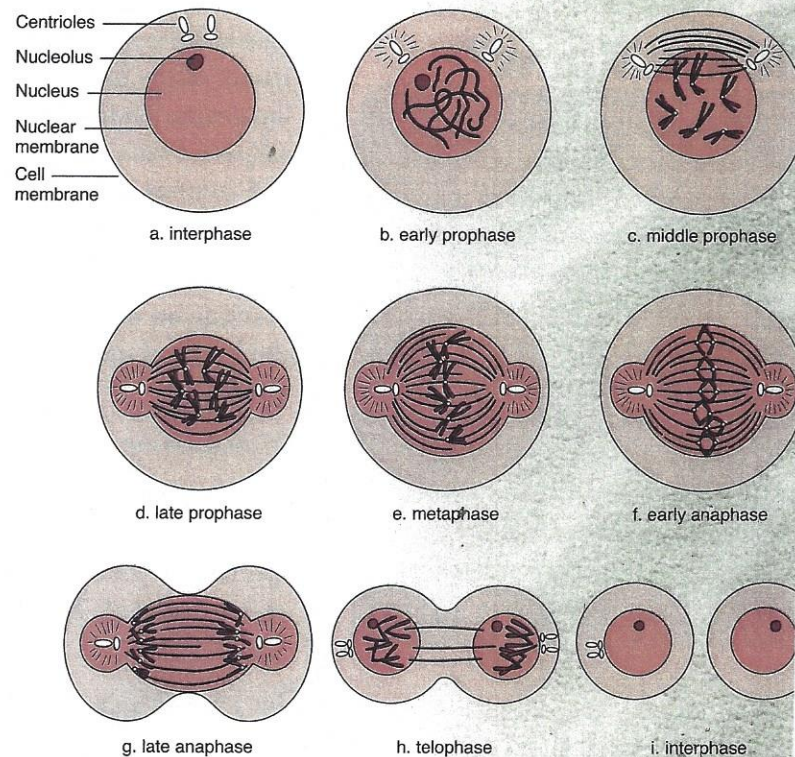 Centrioles
Nucleolus
Nucleus
Nuclear
membrane
Cell
membrane
a. interphase
b. early prophase
c. middle prophase
d. late prophase
e. metaphase
f. early anaphase
g. late anaphase
h. telophase
i. interphase